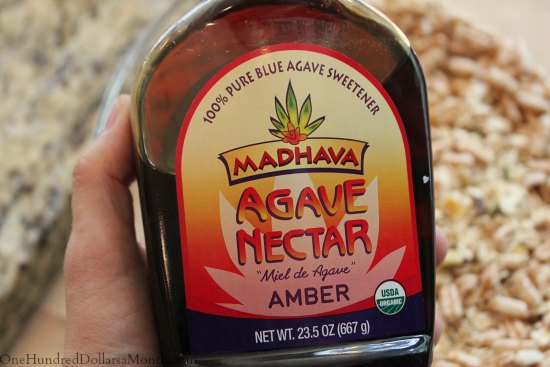 100% PURE BLUE AGAVE SWEETENER
MADHAVA
AGAVE
NECTAR
"Miel de Agave"
AMBER
USDA
ORGANIC
NET WT. 23.5 OZ (667 g)
OneHundredDollarsaMonth